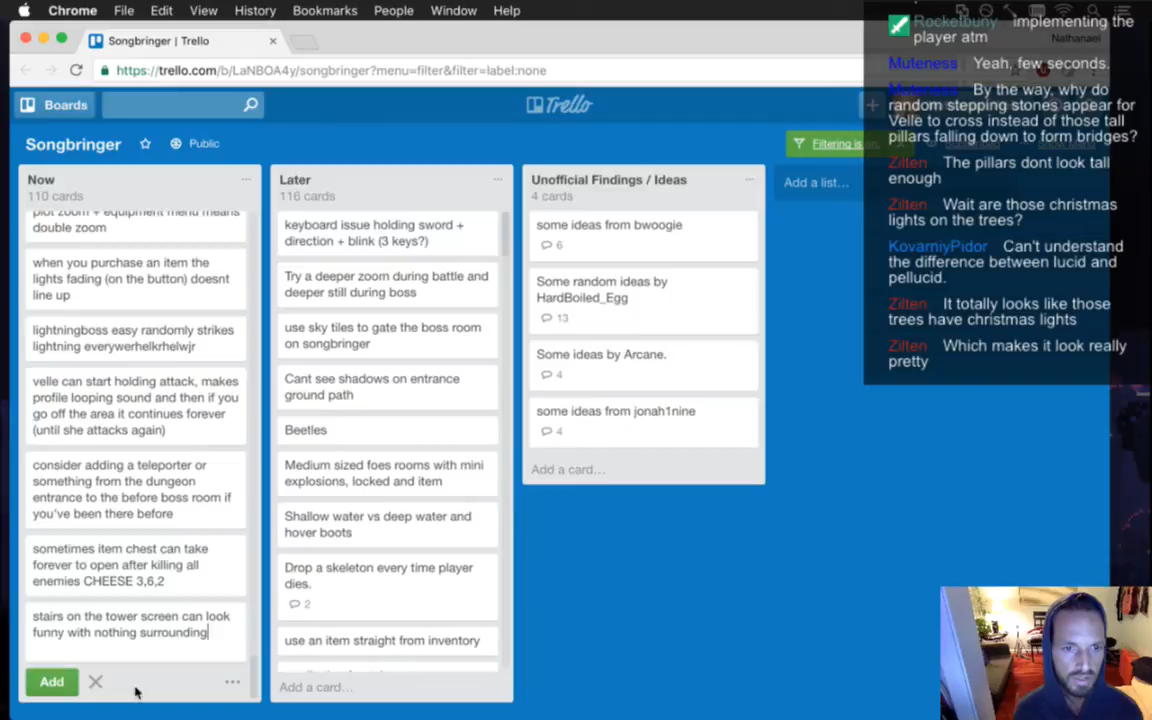 Chrome File Edit View History Bookmarks People Window Help
Songbringer | Trello
https://trello.com/b/LaNBOA4y/songbringer?menu=filter&filter=label:none
Boards
Trello
Songbringer
Public
Filtering is on.
Now
110 cards
plot zoom + equipment menu means
double zoom
when you purchase an item the
lights fading (on the button) doesnt
line up
lightningboss easy randomly strikes
lightning everywerhelkrhelwjr
velle can start holding attack, makes
profile looping sound and then if you
go off the area it continues forever
(until she attacks again)
consider adding a teleporter or
something from the dungeon
entrance to the before boss room if
you've been there before
sometimes item chest can take
forever to open after killing all
enemies CHEESE 3,6,2
stairs on the tower screen can look
funny with nothing surrounding
Add
Later
116 cards
keyboard issue holding sword +
direction + blink (3 keys?)
Try a deeper zoom during battle and
deeper still during boss
use sky tiles to gate the boss room
on songbringer
Cant see shadows on entrance
ground path
Beetles
Medium sized foes rooms with mini
explosions, locked and item
Shallow water vs deep water and
hover boots
Drop a skeleton every time player
dies.
2
use an item straight from inventory
Add a card...
Unofficial Findings / Ideas
4 cards
some ideas from bwoogie
6
Some random ideas by
HardBoiled_Egg
13
Some ideas by Arcane.
4
some ideas from jonah1nine
4
Add a card...
Add a list...
Rocketbuny implementing the
player atm
Nathanael
Muteness Yeah, few seconds.
Muteness By the way, why do
random stepping stones appear for
Velle to cross instead of those tall
pillars falling down to form bridges?
Zilten The pillars dont look tall
enough
Zilten Wait are those christmas
lights on the trees?
KovarniyPidor Can't understand
the difference between lucid and
pellucid.
Zilten It totally looks like those
trees have christmas lights
Zilten Which makes it look really
pretty